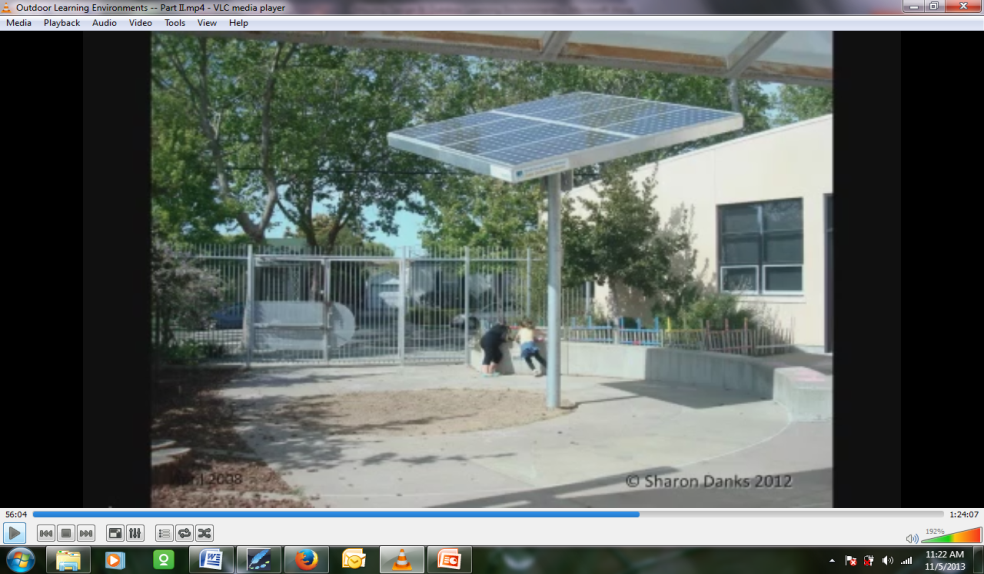 Outdoor Learning Environments -- Part II.mp4 - VLC media player
Media Playback Audio Video Tools View Help
2008
© Sharon Danks 2012
56:04
1:24:07
192%
11:22 AM
11/5/2013